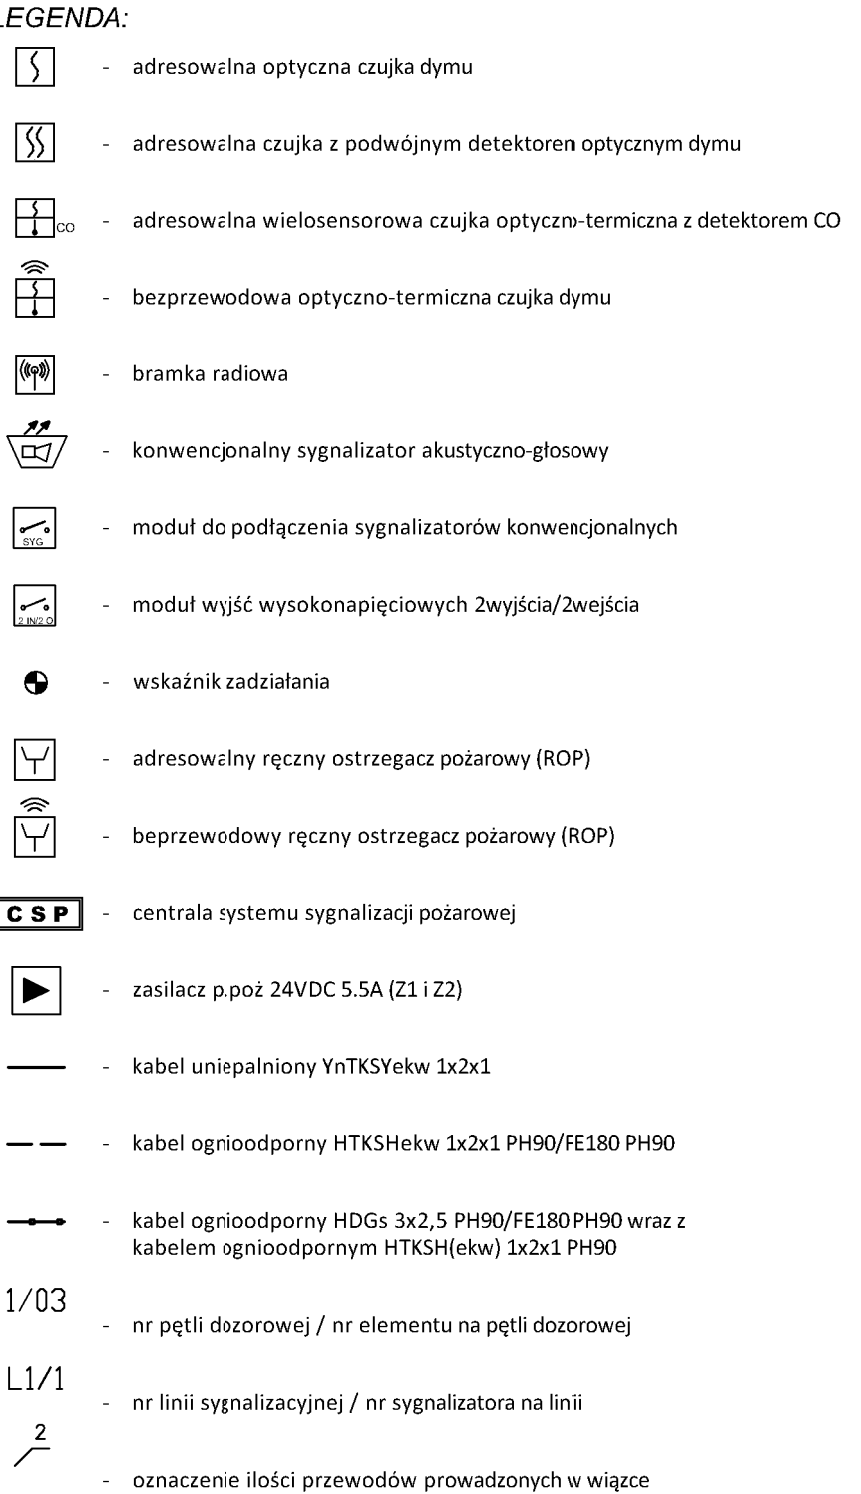 LEGENDA:
- adresowalna optyczna czujka dymu
- adresowalna czujka z podwójnym detektoren optycznym dymu
CO - adresowalna wielosensorowa czujka optyczno-termiczna z detektorem CO
- bezprzewodowa optyczno-termiczna czujka dymu
- bramka radiowa
- konwencjonalny sygnalizator akustyczno-głosowy
SYG - moduł do podłączenia sygnalizatorów konwencjonalnych
2 IN/2 O - moduł wyjść wysokonapięciowych 2wyjścia/2wejścia
- wskaźnik zadziałania
- adresowalny ręczny ostrzegacz pożarowy (ROP)
- beprzewodowy ręczny ostrzegacz pożarowy (ROP)
CSP - centrala systemu sygnalizacji pożarowej
- zasilacz p.poż 24VDC 5.5A (Z1 i Z2)
- kabel uniepalniony YnTKSYekw 1x2x1
- kabel ognioodporny HTKSHekw 1x2x1 PH90/FE180 PH90
- kabel ognioodporny HDGs 3x2,5 PH90/FE180PH90 wraz z
kabelem ognioodpornym HTKSH(ekw) 1x2x1 PH90
1/03
- nr pętli dozorowej / nr elementu na pętli dozorowej
L1/1
- nr linii sygnalizacyjnej / nr sygnalizatora na linii
2
- oznaczenie ilości przewodów prowadzonych w wiązce